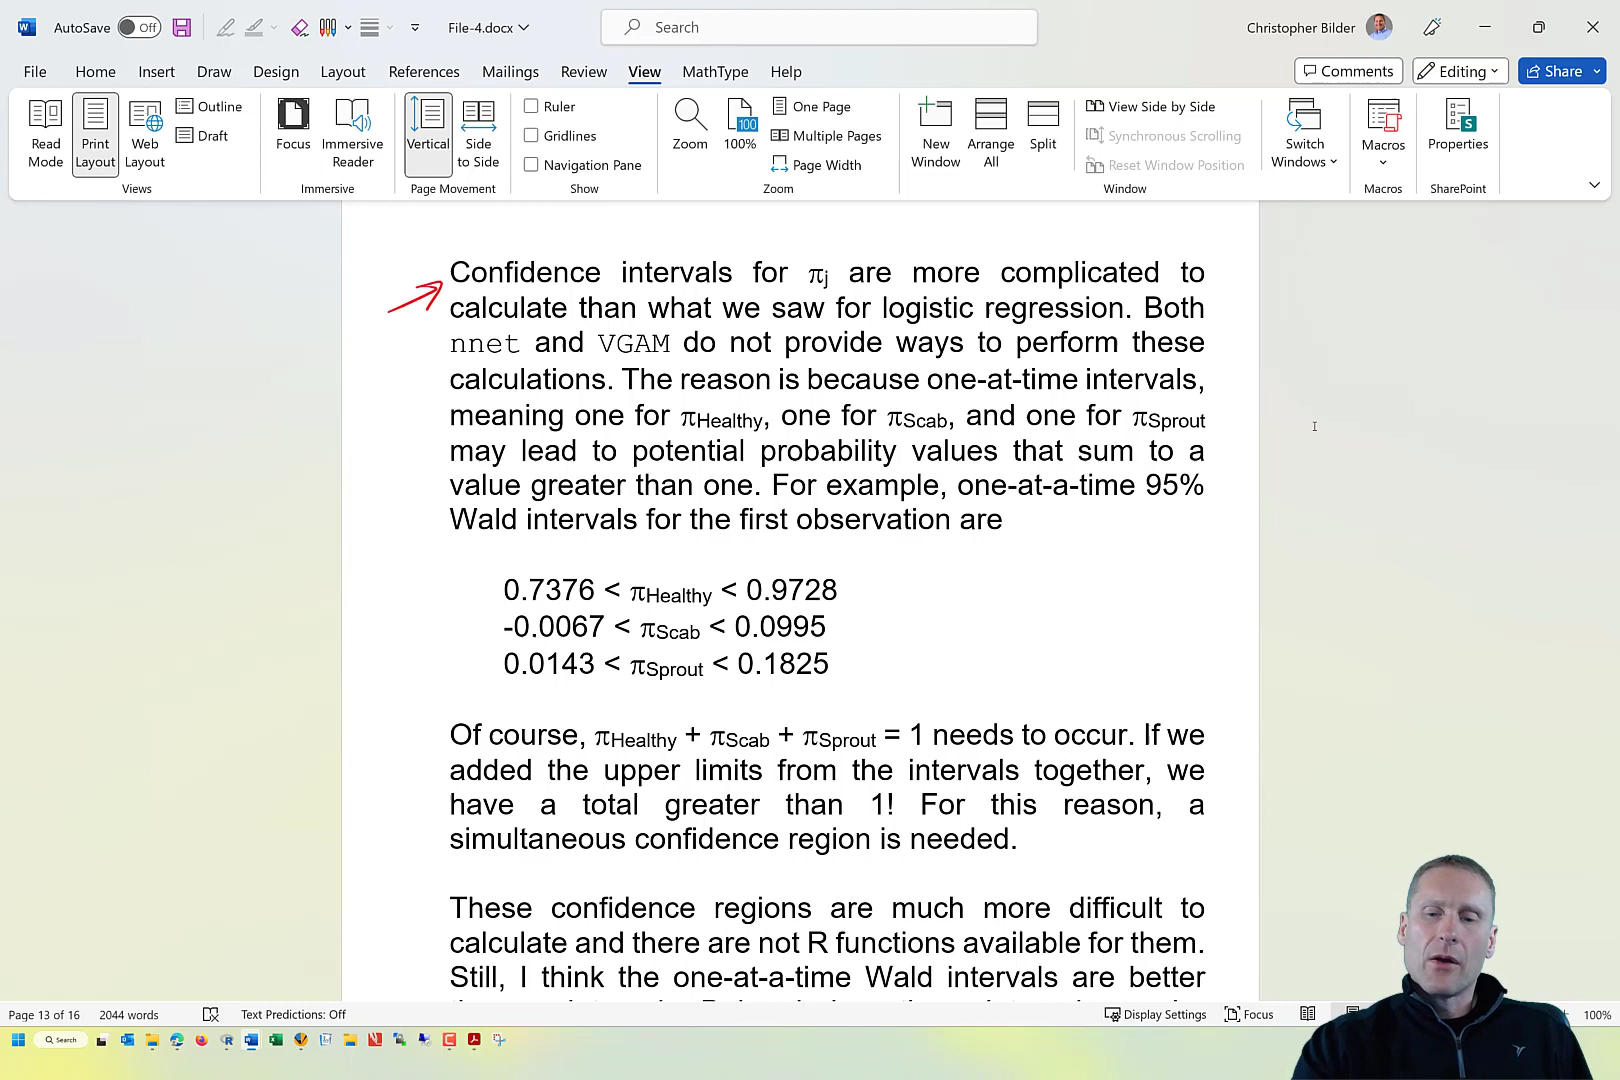 AutoSave Off File-4.docx Search Christopher Bilder
File Home Insert Draw Design Layout References Mailings Review View MathType Help Comments Editing Share
Read Mode Print Layout Web Layout Outline Draft Focus Immersive Reader Vertical Side to Side Ruler Gridlines Navigation Pane Zoom 100 100% One Page Multiple Pages Page Width New Window Arrange All Split View Side by Side Synchronous Scrolling Reset Window Position Switch Windows Macros Properties
Views Immersive Page Movement Show Zoom Window Macros SharePoint
Confidence intervals for πj are more complicated to
calculate than what we saw for logistic regression. Both
nnet and VGAM do not provide ways to perform these
calculations. The reason is because one-at-time intervals,
meaning one for πHealthy, one for πScab, and one for πSprout
may lead to potential probability values that sum to a
value greater than one. For example, one-at-a-time 95%
Wald intervals for the first observation are
0.7376 < πHealthy < 0.9728
-0.0067 < πScab < 0.0995
0.0143 < πSprout < 0.1825
Of course, πHealthy + πScab + πSprout = 1 needs to occur. If we
added the upper limits from the intervals together, we
have a total greater than 1! For this reason, a
simultaneous confidence region is needed.
These confidence regions are much more difficult to
calculate and there are not R functions available for them.
Still, I think the one-at-a-time Wald intervals are better
Page 13 of 16 2044 words Text Predictions: Off Display Settings Focus 100%
Search